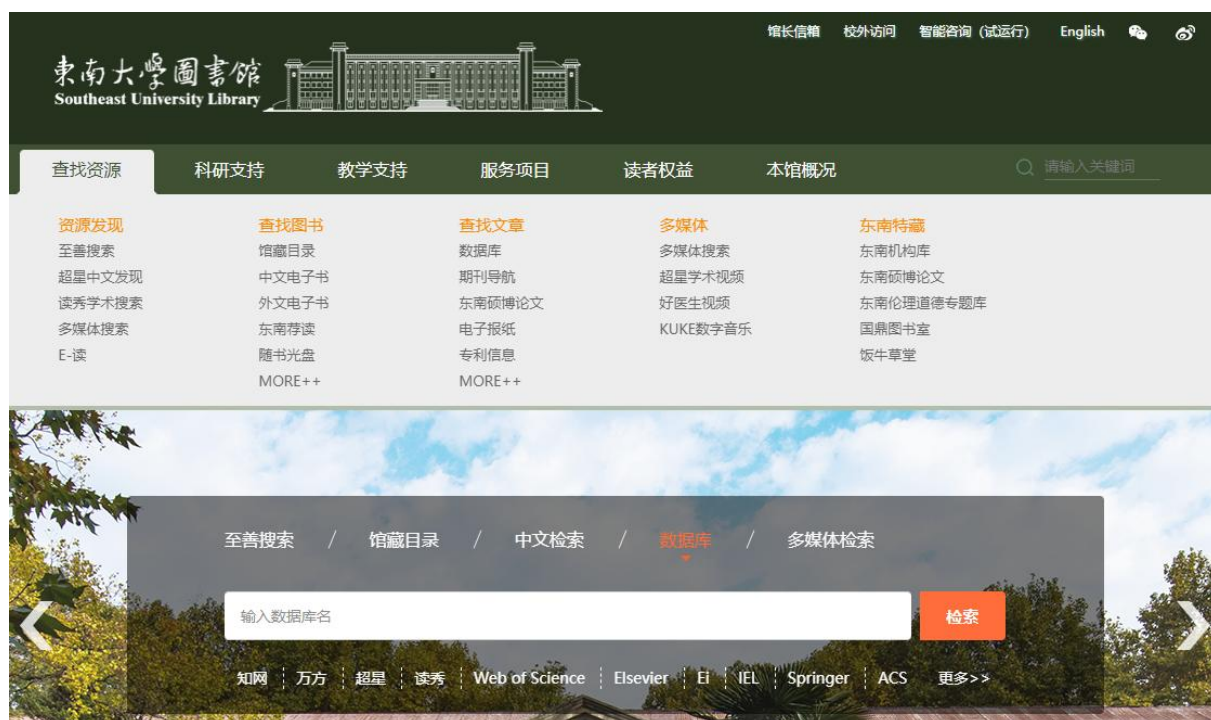 馆长信箱 校外访问 智能咨询（试运行） English
東南大學圖書館
Southeast University Library
查找资源 科研支持 教学支持 服务项目 读者权益 本馆概况 请输入关键词
资源发现 查找图书 查找文章 多媒体 东南特藏
至善搜索 馆藏目录 数据库 多媒体搜索 东南机构库
超星中文发现 中文电子书 期刊导航 超星学术视频 东南硕博论文
读秀学术搜索 外文电子书 东南硕博论文 好医生视频 东南伦理道德专题库
多媒体搜索 东南荐读 电子报纸 KUKE数字音乐 国鼎图书室
E-读 随书光盘 专利信息 饭牛草堂
MORE++ MORE++
至善搜索 / 馆藏目录 / 中文检索 / 数据库 / 多媒体检索
输入数据库名 检索
知网 万方 超星 读秀 Web of Science Elsevier Ei IEL Springer ACS 更多>>